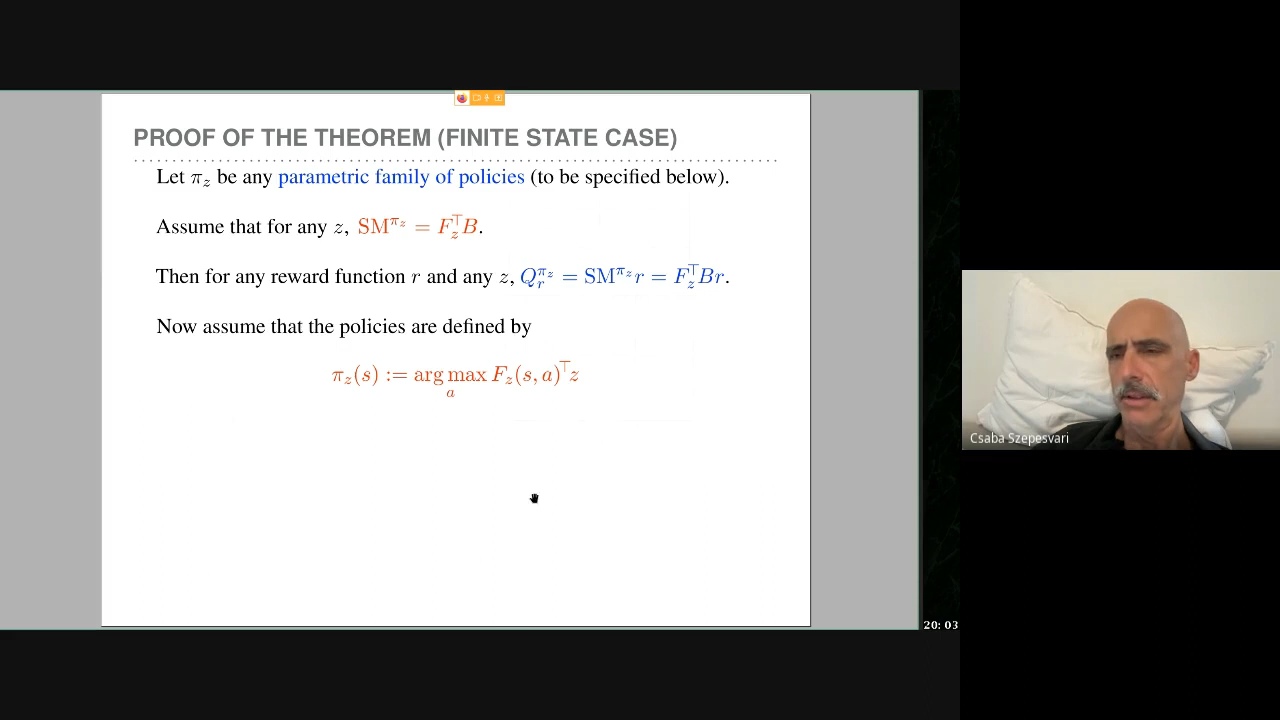 PROOF OF THE THEOREM (FINITE STATE CASE)
Let π_z be any parametric family of policies (to be specified below).
Assume that for any z, SM^{π_z} = F_z^⊤ B.
Then for any reward function r and any z, Q_r^{π_z} = SM^{π_z} r = F_z^⊤ Br.
Now assume that the policies are defined by
π_z(s) := arg max_a F_z(s, a)^⊤ z
Csaba Szepesvari
20: 03